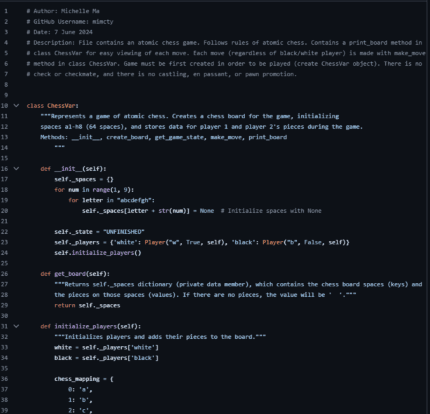 1 # Author: Michelle Ma
2 # GitHub Username: mimcty
3 # Date: 7 June 2024
4 # Description: File contains an atomic chess game. Follows rules of atomic chess. Contains a print_board method in
5 # class ChessVar for easy viewing of each move. Each move (regardless of black/white player) is made with make_move
6 # method in class ChessVar. Game must be first created in order to be played (create ChessVar object). There is no
7 # check or checkmate, and there is no castling, en passant, or pawn promotion.
8
9
10 class ChessVar:
11 """Represents a game of atomic chess. Creates a chess board for the game, initializing
12 spaces a1-h8 (64 spaces), and stores data for player 1 and player 2's pieces during the game.
13 Methods: __init__, create_board, get_game_state, make_move, print_board
14 """
15
16 def __init__(self):
17 self._spaces = {}
18 for num in range(1, 9):
19 for letter in "abcdefgh":
20 self._spaces[letter + str(num)] = None # Initialize spaces with None
21
22 self._state = "UNFINISHED"
23 self._players = {'white': Player("w", True, self), 'black': Player("b", False, self)}
24 self.initialize_players()
25
26 def get_board(self):
27 """Returns self._spaces dictionary (private data member), which contains the chess board spaces (keys) and
28 the pieces on those spaces (values). If there are no pieces, the value will be '  '."""
29 return self._spaces
30
31 def initialize_players(self):
32 """Initializes players and adds their pieces to the board."""
33 white = self._players['white']
34 black = self._players['black']
35
36 chess_mapping = {
37 0: 'a',
38 1: 'b',
39 2: 'c',